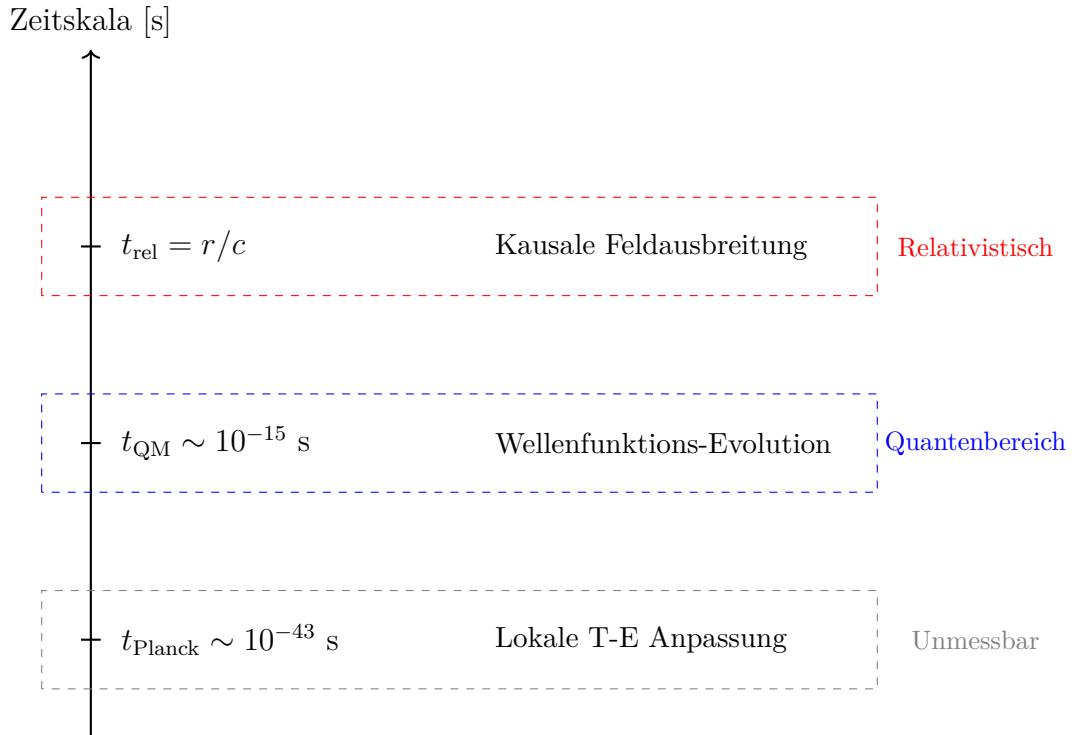 Zeitskala [s]
t_rel = r/c Kausale Feldausbreitung Relativistisch
t_QM ∼ 10⁻¹⁵ s Wellenfunktions-Evolution Quantenbereich
t_Planck ∼ 10⁻⁴³ s Lokale T-E Anpassung Unmessbar